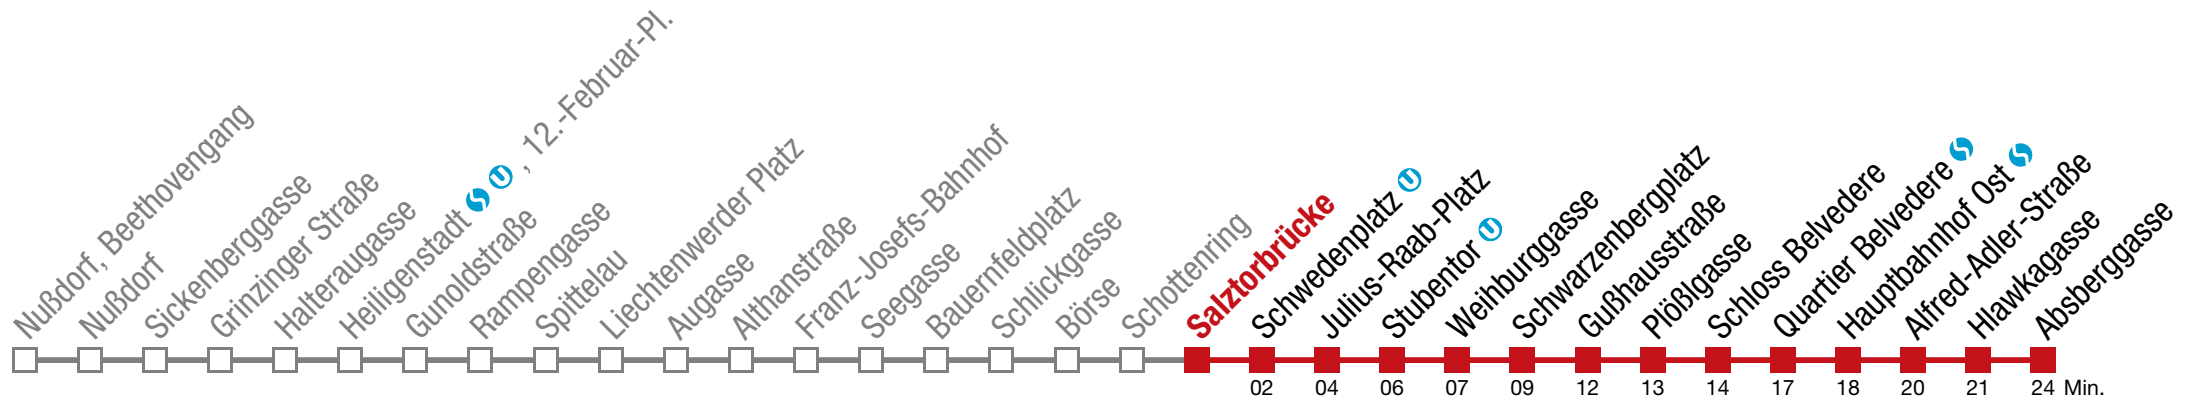 Nußdorf, Beethovengang
Nußdorf
Sickenberggasse
Grinzinger Straße
Halteraugasse
Heiligenstadt S U , 12.-Februar-Pl.
Gunoldstraße
Rampengasse
Spittelau
Liechtenwerder Platz
Augasse
Althanstraße
Franz-Josefs-Bahnhof
Seegasse
Bauernfeldplatz
Schlickgasse
Börse
Schottenring
Salztorbrücke
Schwedenplatz U
Julius-Raab-Platz
Stubentor U
Weihburggasse
Schwarzenbergplatz
Gußhausstraße
Plößlgasse
Schloss Belvedere
Quartier Belvedere S
Hauptbahnhof Ost S
Alfred-Adler-Straße
Hlawkagasse
Absberggasse
02 04 06 07 09 12 13 14 17 18 20 21 24 Min.